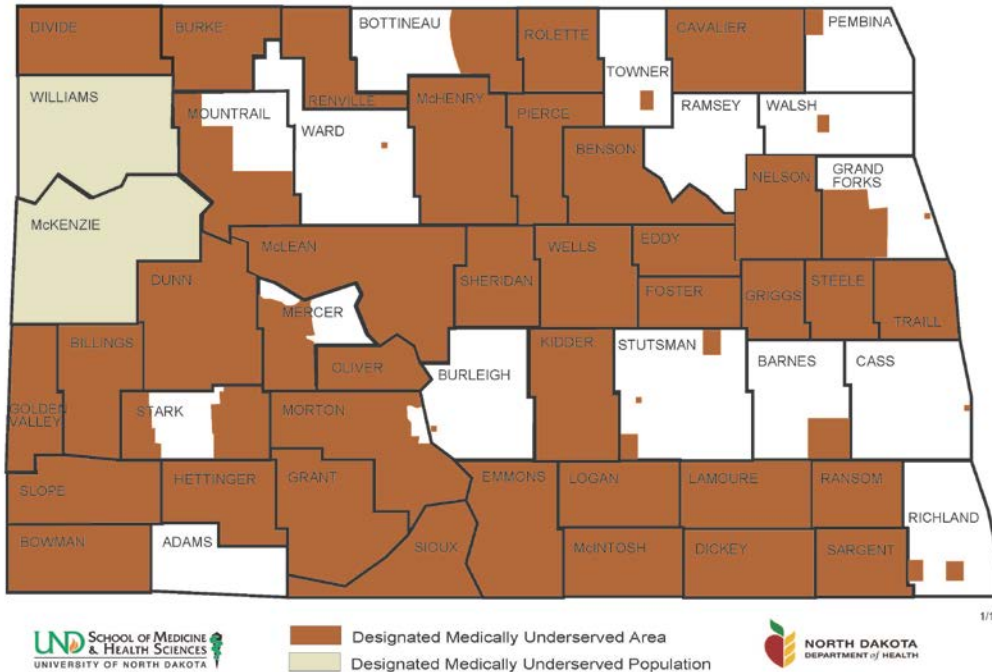 DIVIDE
BURKE
BOTTINEAU
ROLETTE
CAVALIER
PEMBINA
TOWNER
WILLIAMS
MOUNTRAIL
RENVILLE
McHENRY
PIERCE
RAMSEY
WALSH
WARD
BENSON
NELSON
GRAND
FORKS
McKENZIE
McLEAN
DUNN
SHERIDAN
WELLS
EDDY
FOSTER
GRIGGS
STEELE
TRAILL
MERCER
BILLINGS
OLIVER
BURLEIGH
KIDDER
STUTSMAN
BARNES
CASS
GOLDEN
VALLEY
STARK
MORTON
SLOPE
HETTINGER
GRANT
EMMONS
LOGAN
LAMOURE
RANSOM
RICHLAND
BOWMAN
ADAMS
SIOUX
McINTOSH
DICKEY
SARGENT
UND SCHOOL OF MEDICINE
& HEALTH SCIENCES
UNIVERSITY OF NORTH DAKOTA
Designated Medically Underserved Area
Designated Medically Underserved Population
NORTH DAKOTA
DEPARTMENT of HEALTH